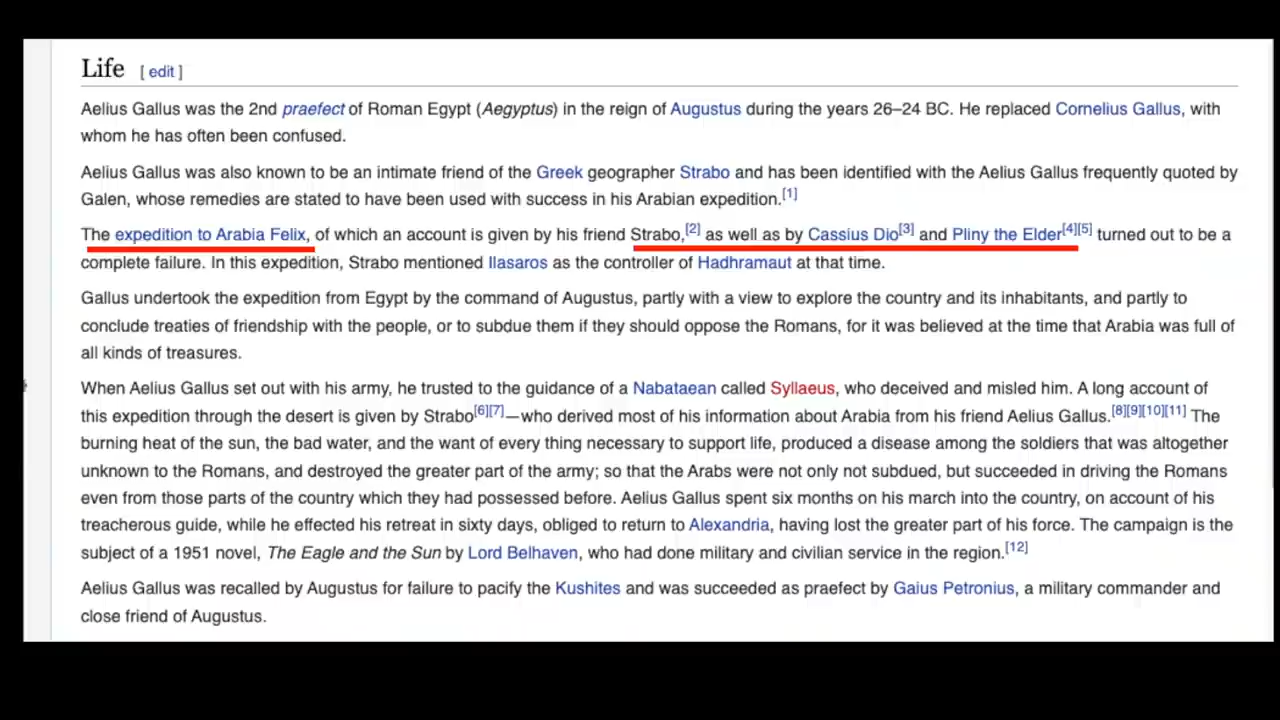 Life [ edit ]
Aelius Gallus was the 2nd praefect of Roman Egypt (Aegyptus) in the reign of Augustus during the years 26–24 BC. He replaced Cornelius Gallus, with
whom he has often been confused.
Aelius Gallus was also known to be an intimate friend of the Greek geographer Strabo and has been identified with the Aelius Gallus frequently quoted by
Galen, whose remedies are stated to have been used with success in his Arabian expedition.[1]
The expedition to Arabia Felix, of which an account is given by his friend Strabo,[2] as well as by Cassius Dio[3] and Pliny the Elder[4][5] turned out to be a
complete failure. In this expedition, Strabo mentioned Ilasaros as the controller of Hadhramaut at that time.
Gallus undertook the expedition from Egypt by the command of Augustus, partly with a view to explore the country and its inhabitants, and partly to
conclude treaties of friendship with the people, or to subdue them if they should oppose the Romans, for it was believed at the time that Arabia was full of
all kinds of treasures.
When Aelius Gallus set out with his army, he trusted to the guidance of a Nabataean called Syllaeus, who deceived and misled him. A long account of
this expedition through the desert is given by Strabo[6][7]—who derived most of his information about Arabia from his friend Aelius Gallus.[8][9][10][11] The
burning heat of the sun, the bad water, and the want of every thing necessary to support life, produced a disease among the soldiers that was altogether
unknown to the Romans, and destroyed the greater part of the army; so that the Arabs were not only not subdued, but succeeded in driving the Romans
even from those parts of the country which they had possessed before. Aelius Gallus spent six months on his march into the country, on account of his
treacherous guide, while he effected his retreat in sixty days, obliged to return to Alexandria, having lost the greater part of his force. The campaign is the
subject of a 1951 novel, The Eagle and the Sun by Lord Belhaven, who had done military and civilian service in the region.[12]
Aelius Gallus was recalled by Augustus for failure to pacify the Kushites and was succeeded as praefect by Gaius Petronius, a military commander and
close friend of Augustus.